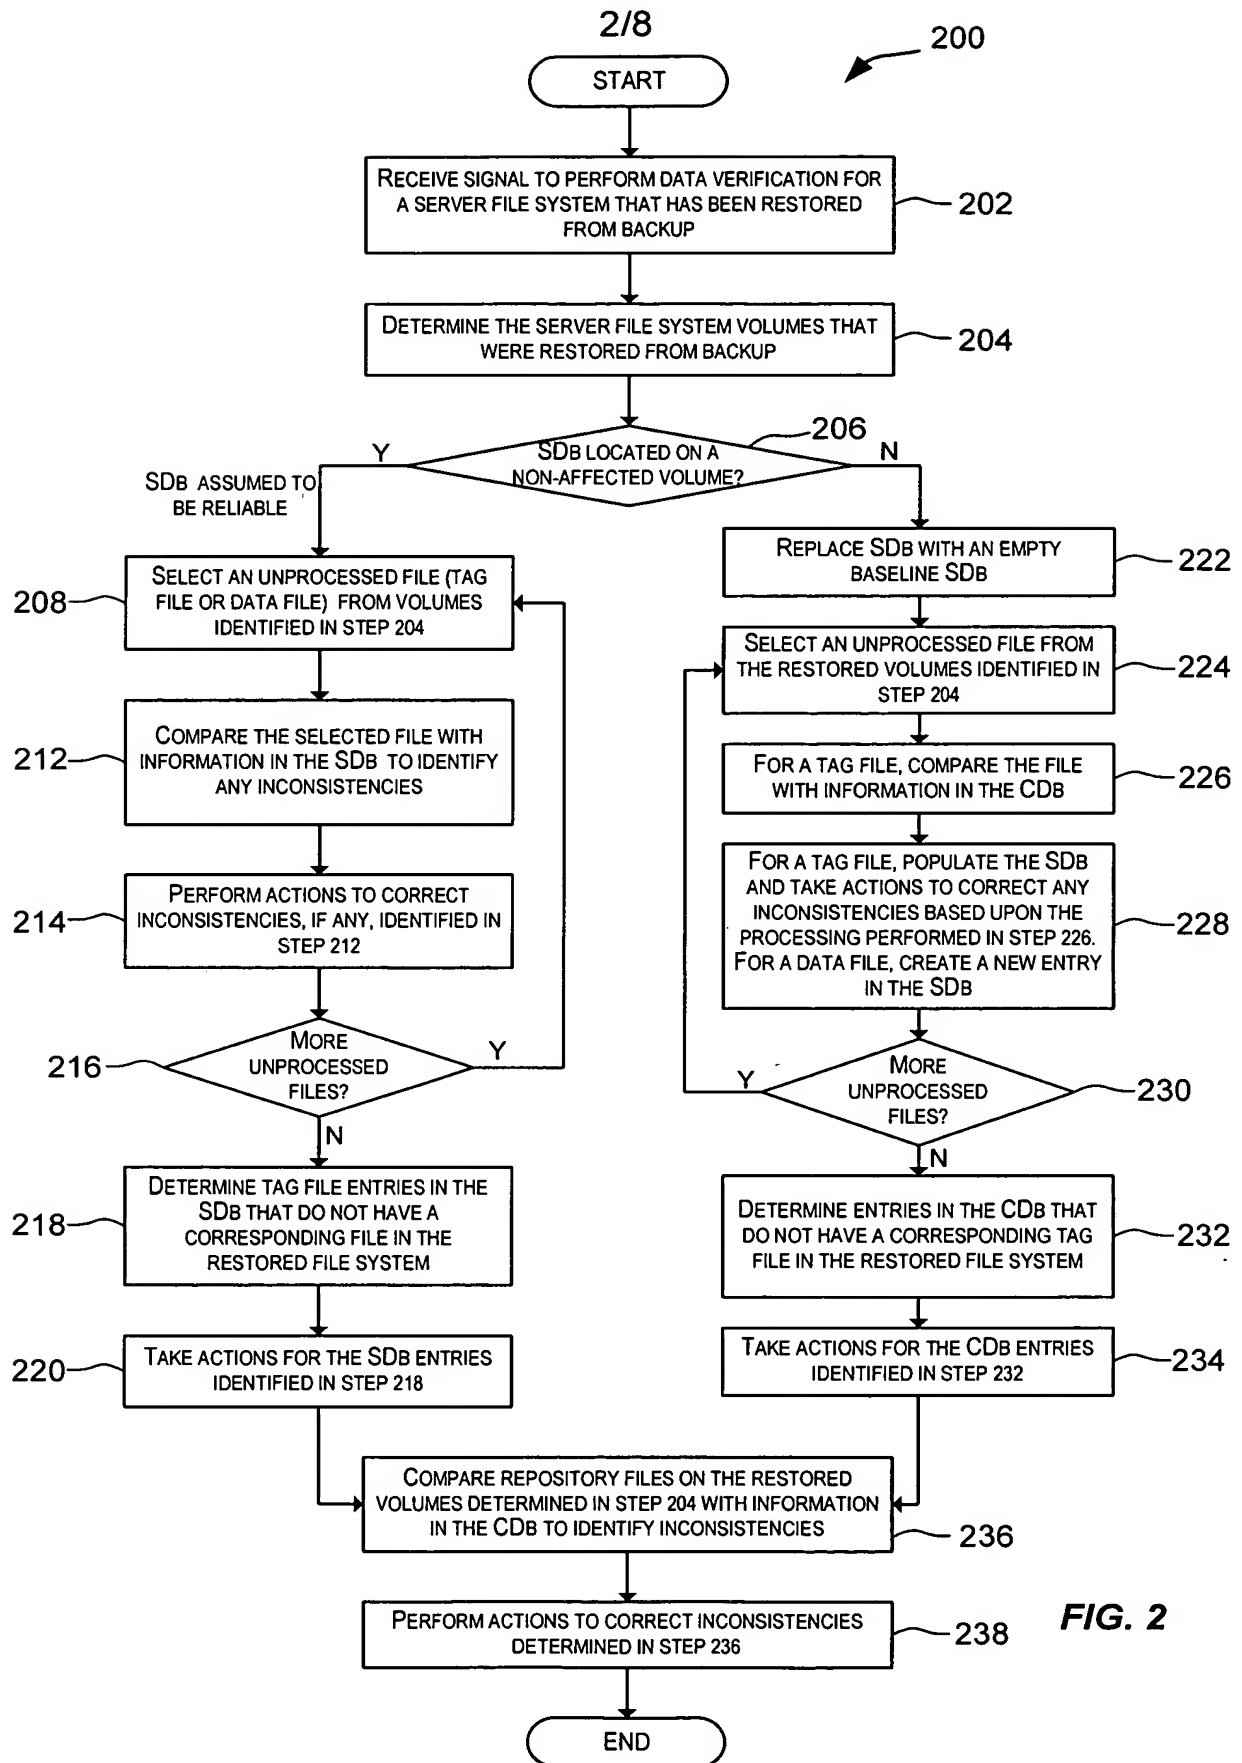 2/8
200
START
RECEIVE SIGNAL TO PERFORM DATA VERIFICATION FOR
A SERVER FILE SYSTEM THAT HAS BEEN RESTORED
FROM BACKUP
202
DETERMINE THE SERVER FILE SYSTEM VOLUMES THAT
WERE RESTORED FROM BACKUP
204
206
SDB LOCATED ON A
NON-AFFECTED VOLUME?
Y
N
SDB ASSUMED TO
BE RELIABLE
208
SELECT AN UNPROCESSED FILE (TAG
FILE OR DATA FILE) FROM VOLUMES
IDENTIFIED IN STEP 204
212
COMPARE THE SELECTED FILE WITH
INFORMATION IN THE SDB TO IDENTIFY
ANY INCONSISTENCIES
214
PERFORM ACTIONS TO CORRECT
INCONSISTENCIES, IF ANY, IDENTIFIED IN
STEP 212
216
MORE
UNPROCESSED
FILES?
Y
N
218
DETERMINE TAG FILE ENTRIES IN THE
SDB THAT DO NOT HAVE A
CORRESPONDING FILE IN THE
RESTORED FILE SYSTEM
220
TAKE ACTIONS FOR THE SDB ENTRIES
IDENTIFIED IN STEP 218
REPLACE SDB WITH AN EMPTY
BASELINE SDB
222
SELECT AN UNPROCESSED FILE FROM
THE RESTORED VOLUMES IDENTIFIED IN
STEP 204
224
FOR A TAG FILE, COMPARE THE FILE
WITH INFORMATION IN THE CDB
226
FOR A TAG FILE, POPULATE THE SDB
AND TAKE ACTIONS TO CORRECT ANY
INCONSISTENCIES BASED UPON THE
PROCESSING PERFORMED IN STEP 226.
FOR A DATA FILE, CREATE A NEW ENTRY
IN THE SDB
228
MORE
UNPROCESSED
FILES?
Y
230
N
DETERMINE ENTRIES IN THE CDB THAT
DO NOT HAVE A CORRESPONDING TAG
FILE IN THE RESTORED FILE SYSTEM
232
TAKE ACTIONS FOR THE CDB ENTRIES
IDENTIFIED IN STEP 232
234
COMPARE REPOSITORY FILES ON THE RESTORED
VOLUMES DETERMINED IN STEP 204 WITH INFORMATION
IN THE CDB TO IDENTIFY INCONSISTENCIES
236
PERFORM ACTIONS TO CORRECT INCONSISTENCIES
DETERMINED IN STEP 236
238
FIG. 2
END